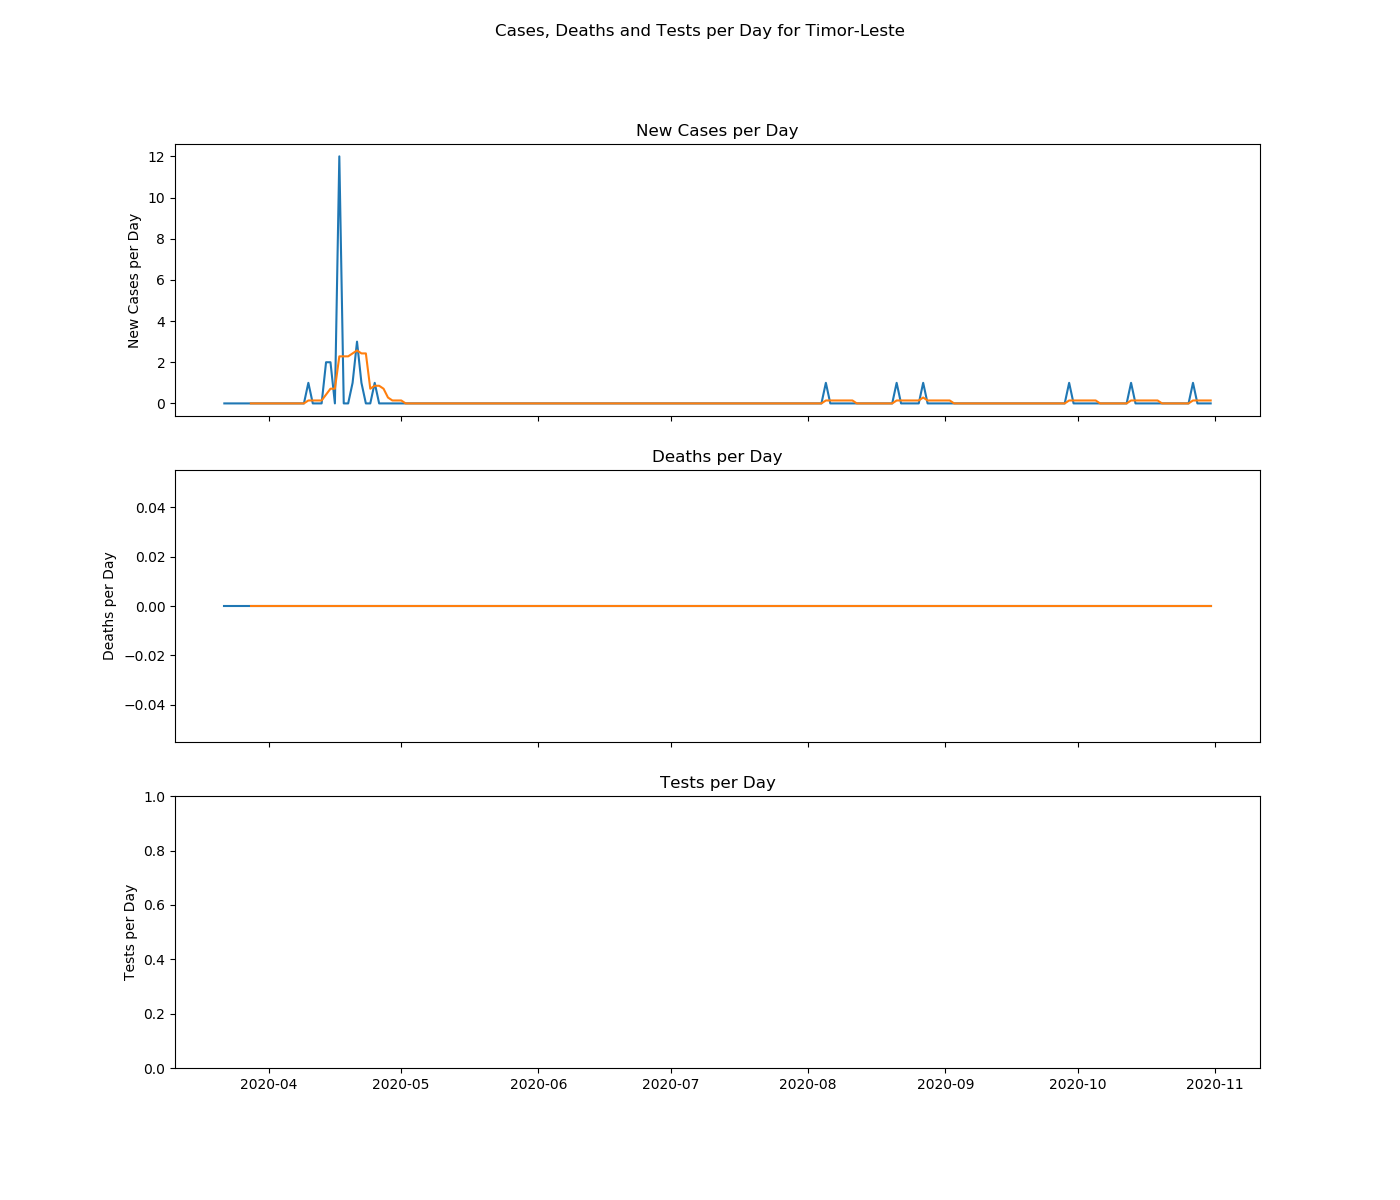 Cases, Deaths and Tests per Day for Timor-Leste
New Cases per Day
New Cases per Day
12
10
8
6
4
2
0
Deaths per Day
Deaths per Day
0.04
0.02
0.00
−0.02
−0.04
Tests per Day
Tests per Day
1.0
0.8
0.6
0.4
0.2
0.0
2020-04 2020-05 2020-06 2020-07 2020-08 2020-09 2020-10 2020-11